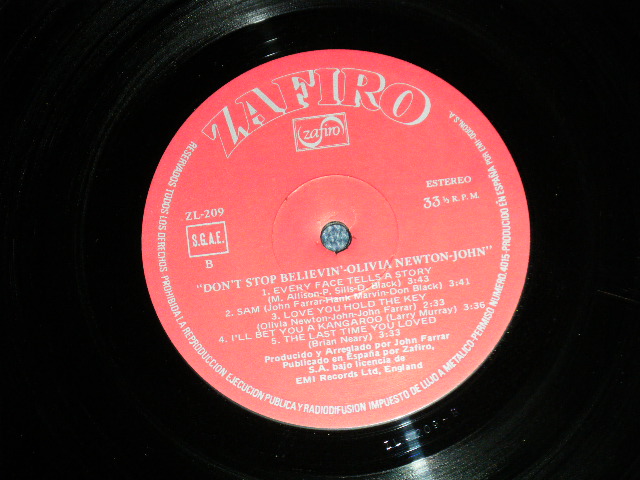 ZAFIRO
zafiro
ESTEREO
33 ⅓ R.P.M.
ZL-209
S.G.A.E.
B
"DON'T STOP BELIEVIN'-OLIVIA NEWTON-JOHN"
1. EVERY FACE TELLS A STORY
(M. Allison-P. Sills-D. Black) 3:43
2. SAM (John Farrar-Hank Marvin-Don Black) 3:41
3. LOVE YOU HOLD THE KEY
(Olivia Newton-John-John Farrar) 2:33
4. I'LL BET YOU A KANGAROO (Larry Murray) 3:36
5. THE LAST TIME YOU LOVED
(Brian Neary) 3:33
Producido y Arreglado por John Farrar
Publicado en España por Zafiro,
S.A. bajo licencia de
EMI Records Ltd, England
RESERVADOS TODOS LOS DERECHOS PROHIBIDA LA REPRODUCCION, EJECUCION PUBLICA Y RADIODIFUSION IMPUESTO DE LUJO A METALICO-PERMISO NUMERO 4015-PRODUCIDO EN ESPAÑA POR EMI-ODEON, S.A.